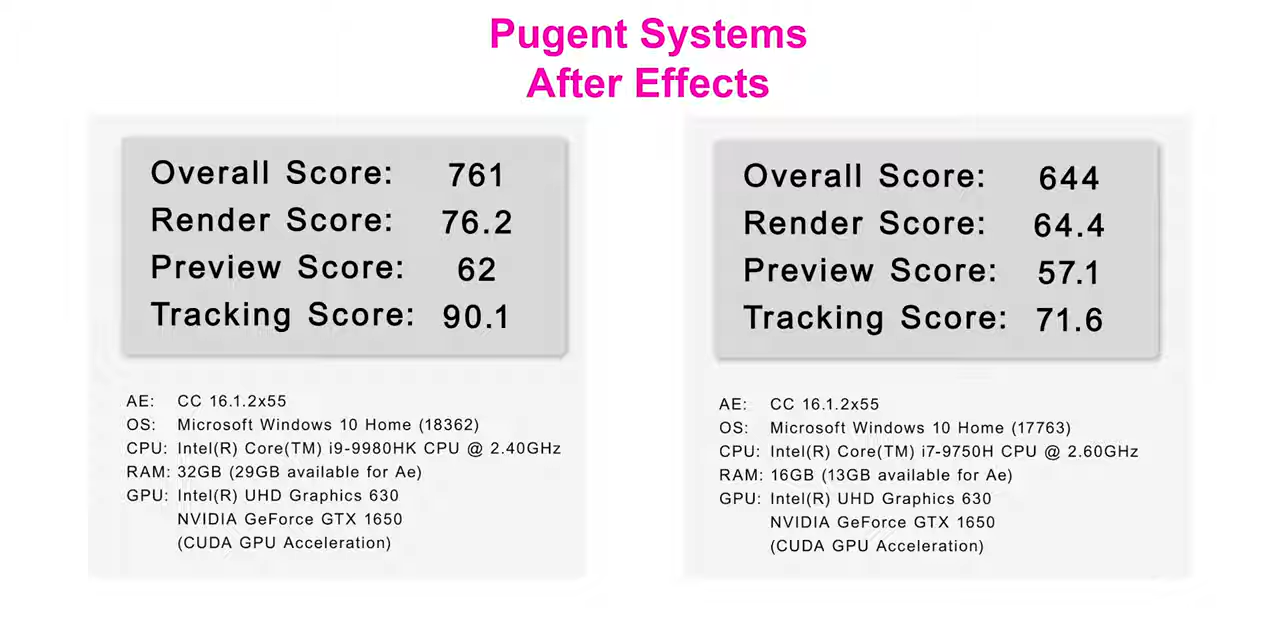 Pugent Systems
After Effects
Overall Score: 761
Render Score: 76.2
Preview Score: 62
Tracking Score: 90.1
AE: CC 16.1.2x55
OS: Microsoft Windows 10 Home (18362)
CPU: Intel(R) Core(TM) i9-9980HK CPU @ 2.40GHz
RAM: 32GB (29GB available for Ae)
GPU: Intel(R) UHD Graphics 630
NVIDIA GeForce GTX 1650
(CUDA GPU Acceleration)
Overall Score: 644
Render Score: 64.4
Preview Score: 57.1
Tracking Score: 71.6
AE: CC 16.1.2x55
OS: Microsoft Windows 10 Home (17763)
CPU: Intel(R) Core(TM) i7-9750H CPU @ 2.60GHz
RAM: 16GB (13GB available for Ae)
GPU: Intel(R) UHD Graphics 630
NVIDIA GeForce GTX 1650
(CUDA GPU Acceleration)